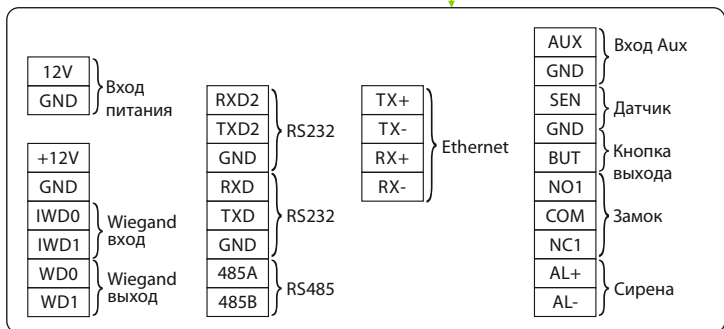 12V
GND
Вход
питания
+12V
GND
IWD0
IWD1
WD0
WD1
Wiegand
вход
Wiegand
выход
RXD2
TXD2
GND
RXD
TXD
GND
485A
485B
RS232
RS232
RS485
TX+
TX-
RX+
RX-
Ethernet
AUX
GND
SEN
GND
BUT
NO1
COM
NC1
AL+
AL-
Вход Aux
Датчик
Кнопка
выхода
Замок
Сирена